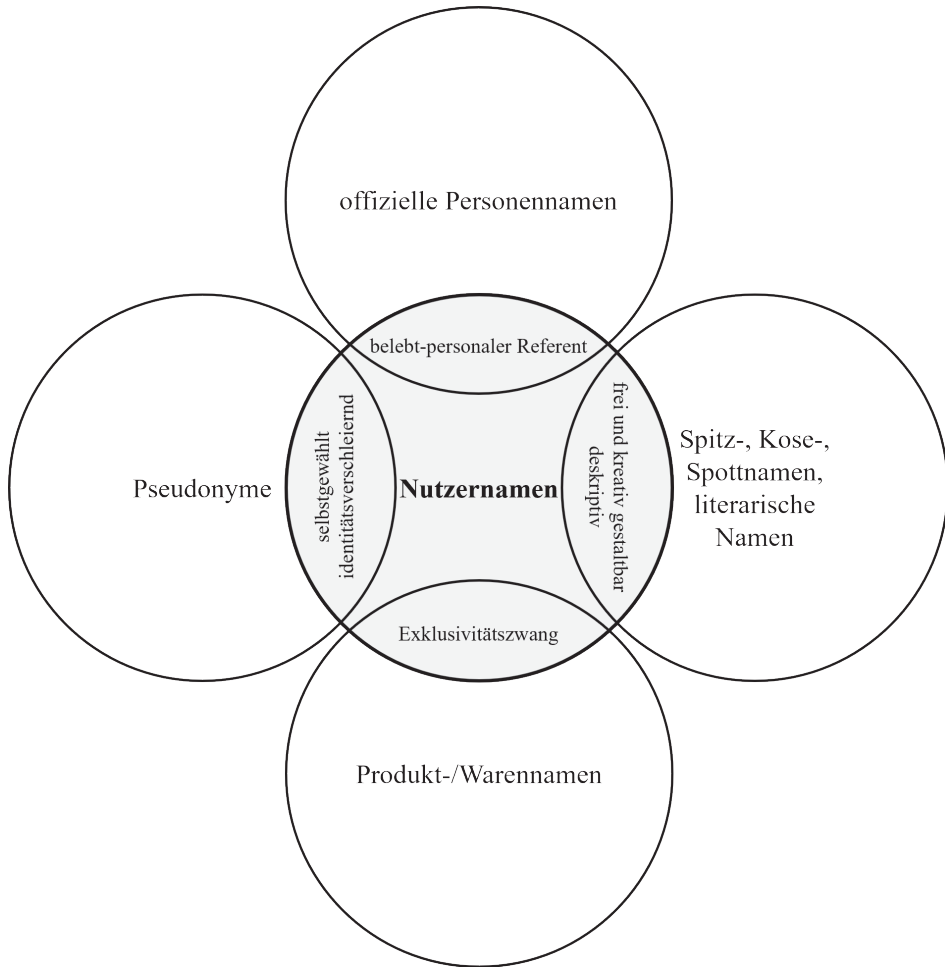 offizielle Personennamen
belebt-personaler Referent
Pseudonyme
selbstgewählt
identitätsverschleiernd
Nutzernamen
frei und kreativ gestaltbar
deskriptiv
Spitz-, Kose-,
Spottnamen,
literarische
Namen
Exklusivitätszwang
Produkt-/Warennamen